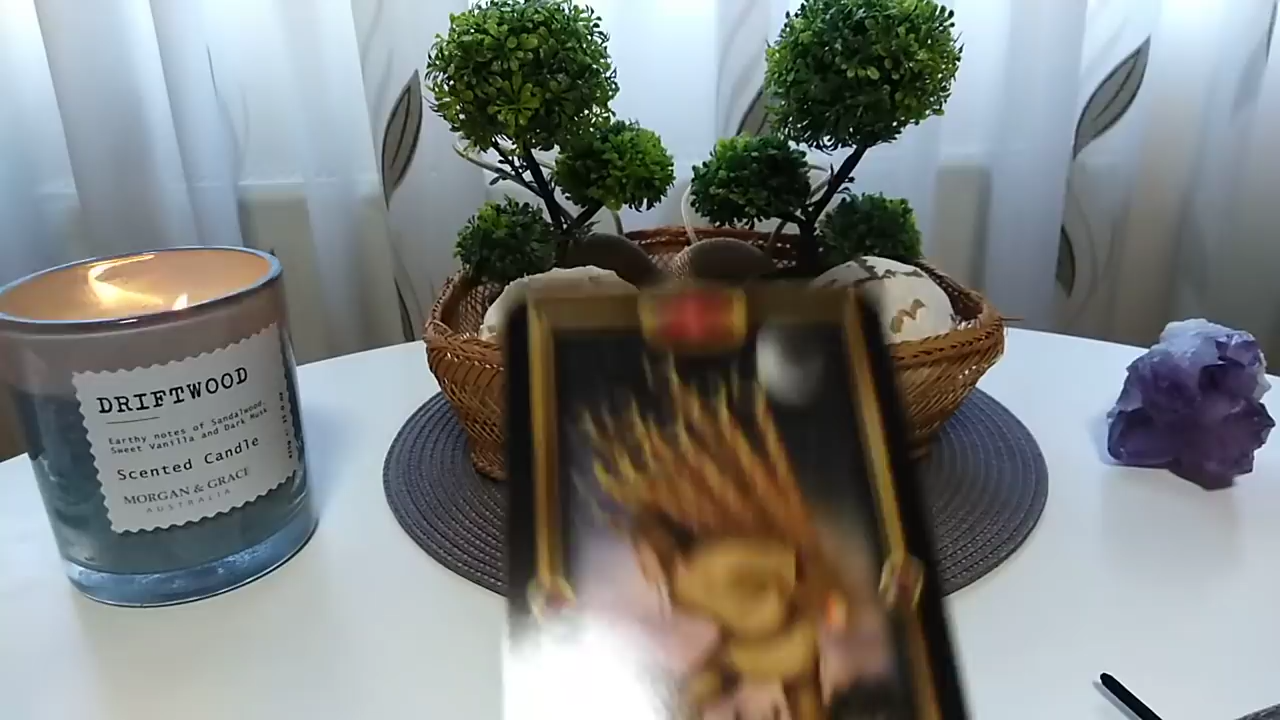 DRIFTWOOD
Earthy notes of Sandalwood,
Sweet Vanilla and Dark Musk
Scented Candle
MORGAN & GRACE
AUSTRALIA